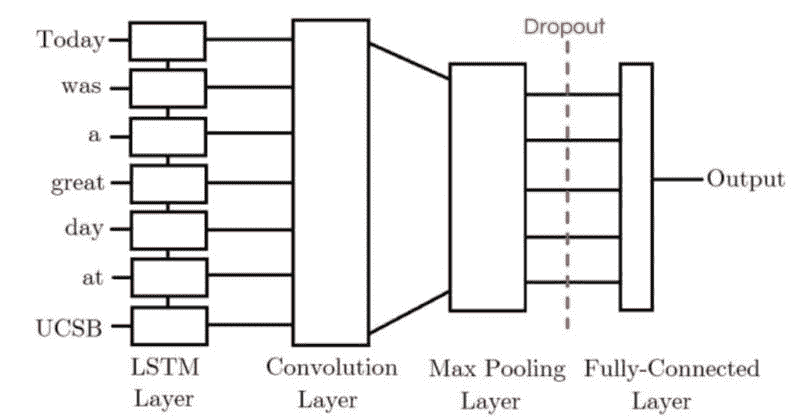 Dropout
Today
was
a
great
day
at
UCSB
Output
LSTM
Layer
Convolution
Layer
Max Pooling
Layer
Fully-Connected
Layer